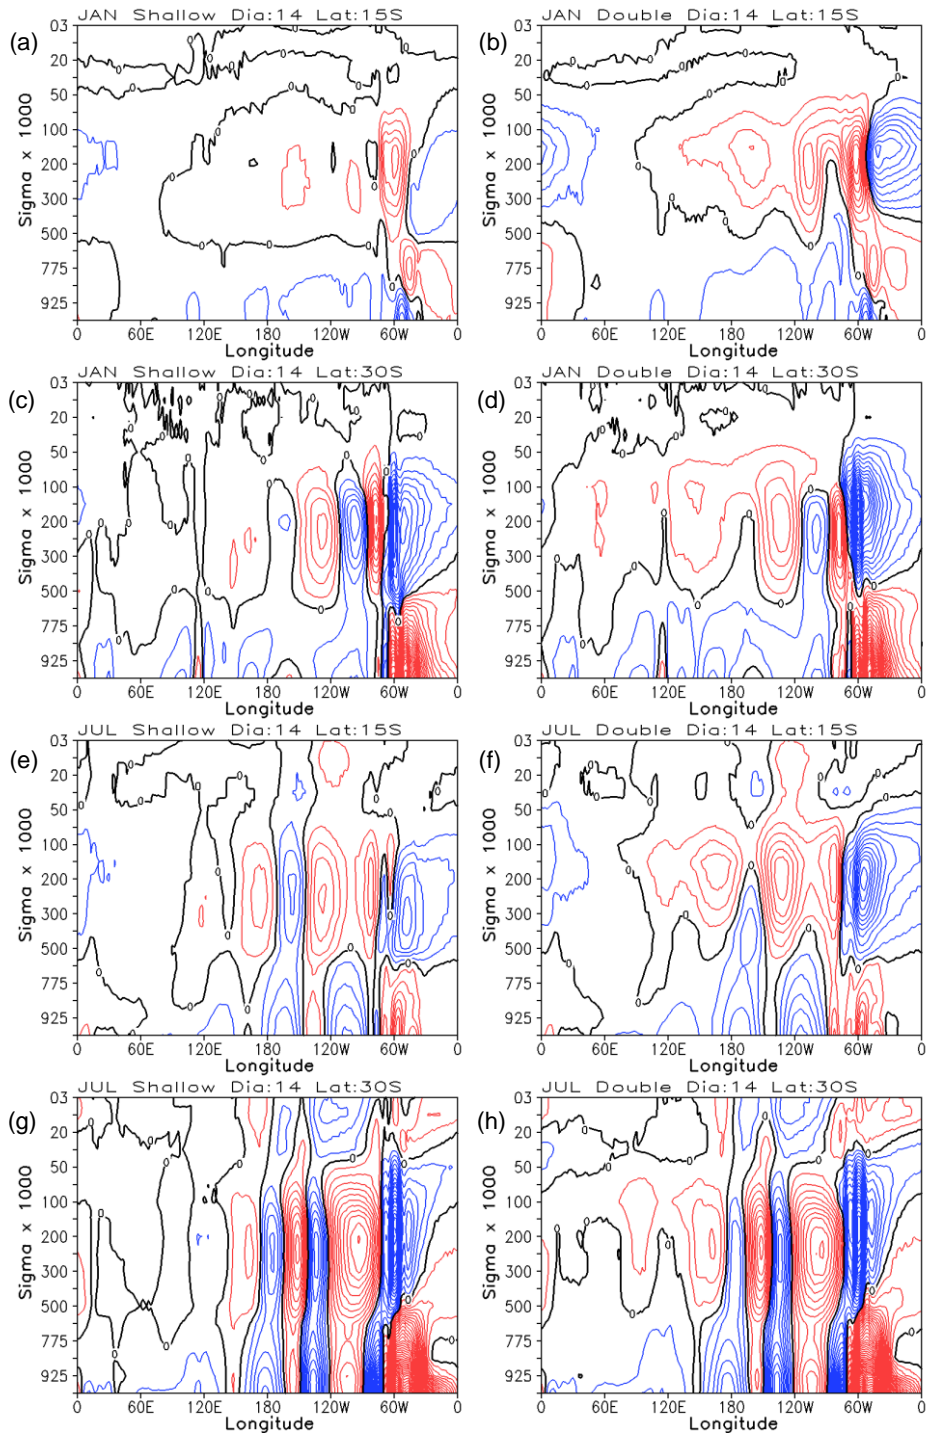 (a) JAN Shallow Dia:14 Lat:15S
03
20
50
100
200
300
500
775
925
Sigma x 1000
0 60E 120E 180 120W 60W 0
Longitude
(b) JAN Double Dia:14 Lat:15S
03
20
50
100
200
300
500
775
925
Sigma x 1000
0 60E 120E 180 120W 60W 0
Longitude
(c) JAN Shallow Dia:14 Lat:30S
03
20
50
100
200
300
500
775
925
Sigma x 1000
0 60E 120E 180 120W 60W 0
Longitude
(d) JAN Double Dia:14 Lat:30S
03
20
50
100
200
300
500
775
925
Sigma x 1000
0 60E 120E 180 120W 60W 0
Longitude
(e) JUL Shallow Dia:14 Lat:15S
03
20
50
100
200
300
500
775
925
Sigma x 1000
0 60E 120E 180 120W 60W 0
Longitude
(f) JUL Double Dia:14 Lat:15S
03
20
50
100
200
300
500
775
925
Sigma x 1000
0 60E 120E 180 120W 60W 0
Longitude
(g) JUL Shallow Dia:14 Lat:30S
03
20
50
100
200
300
500
775
925
Sigma x 1000
0 60E 120E 180 120W 60W 0
Longitude
(h) JUL Double Dia:14 Lat:30S
03
20
50
100
200
300
500
775
925
Sigma x 1000
0 60E 120E 180 120W 60W 0
Longitude